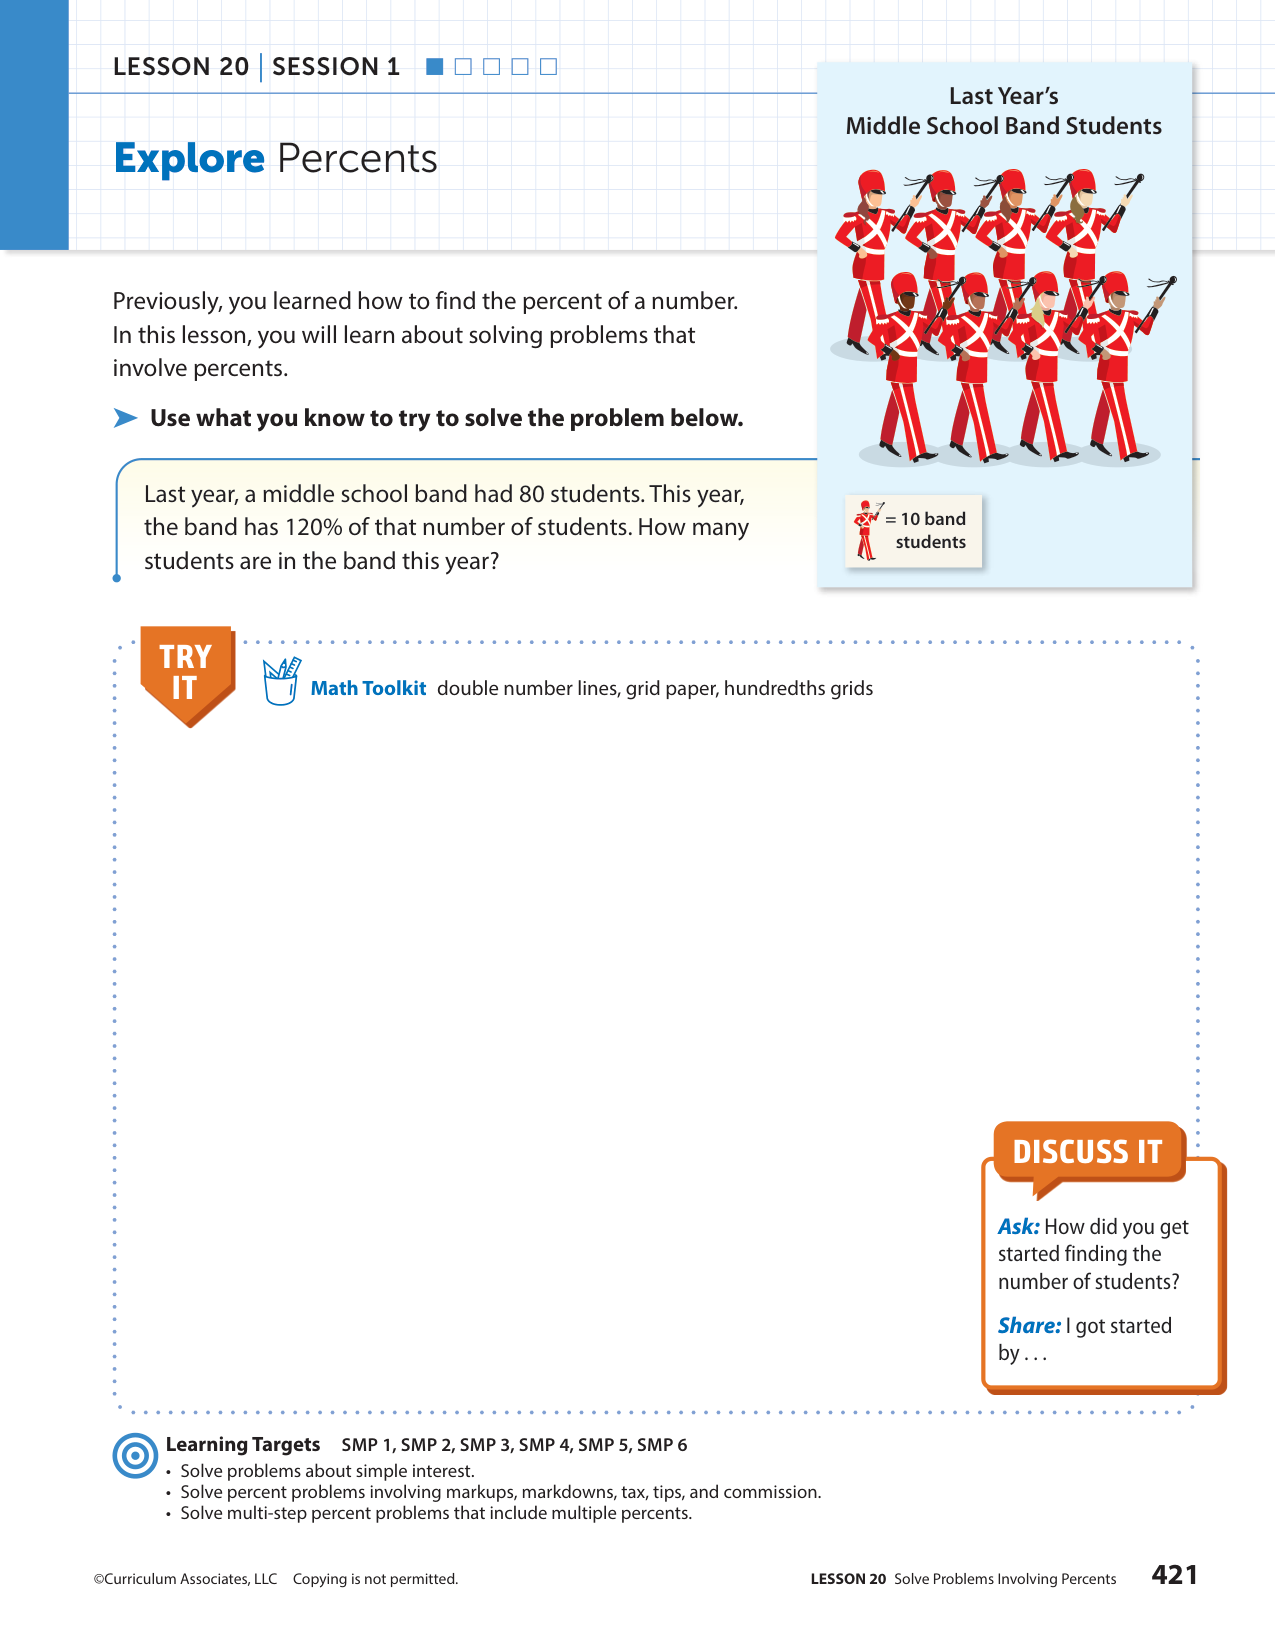 LESSON 20 | SESSION 1
Explore Percents
Last Year's
Middle School Band Students
= 10 band
students
Previously, you learned how to find the percent of a number.
In this lesson, you will learn about solving problems that
involve percents.
Use what you know to try to solve the problem below.
Last year, a middle school band had 80 students. This year,
the band has 120% of that number of students. How many
students are in the band this year?
TRY
IT
Math Toolkit double number lines, grid paper, hundredths grids
DISCUSS IT
Ask: How did you get
started finding the
number of students?
Share: I got started
by . . .
Learning Targets SMP 1, SMP 2, SMP 3, SMP 4, SMP 5, SMP 6
• Solve problems about simple interest.
• Solve percent problems involving markups, markdowns, tax, tips, and commission.
• Solve multi-step percent problems that include multiple percents.
©Curriculum Associates, LLC Copying is not permitted.
LESSON 20 Solve Problems Involving Percents 421